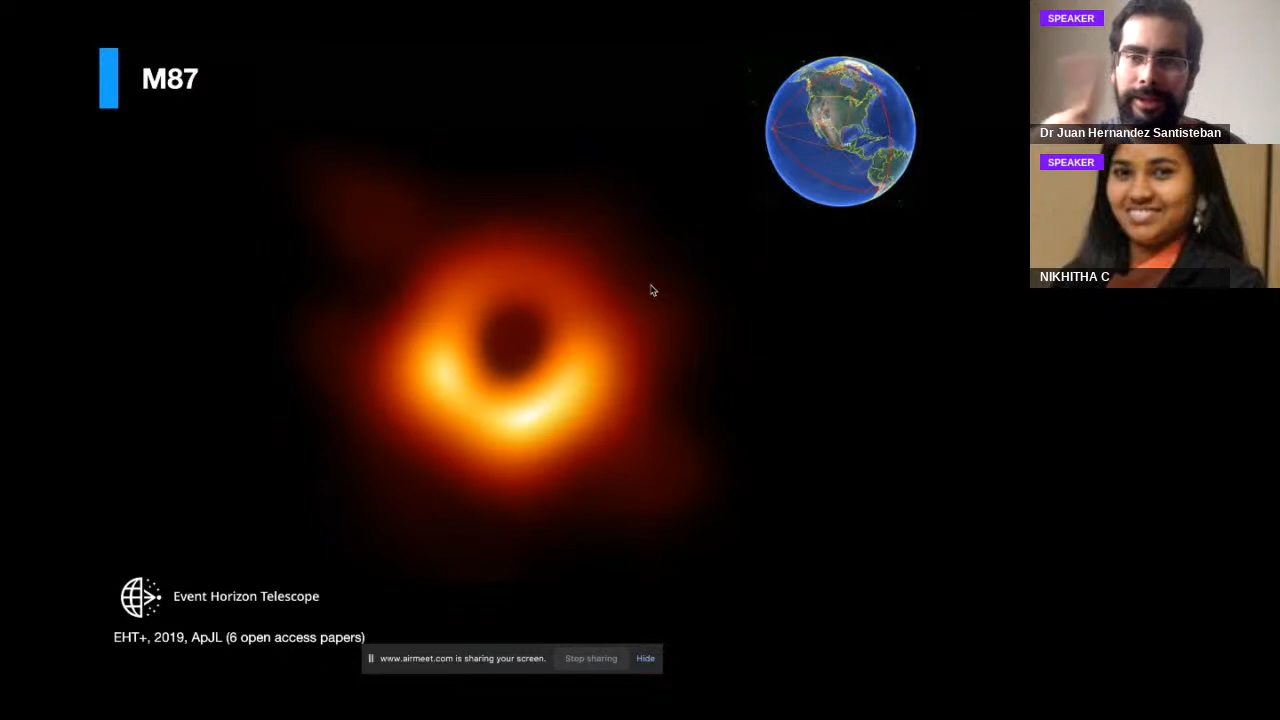 M87
Event Horizon Telescope
EHT+, 2019, ApJL (6 open access papers)
www.airmeet.com is sharing your screen.
Stop sharing
Hide
SPEAKER
Dr Juan Hernandez Santisteban
SPEAKER
NIKHITHA C